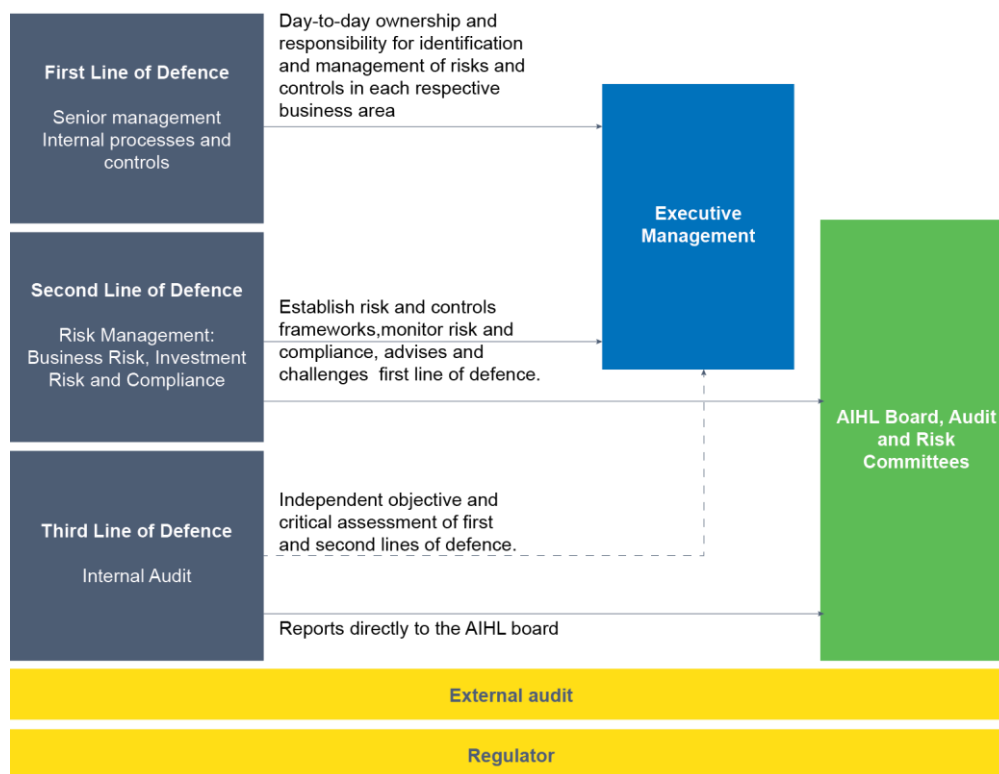 First Line of Defence
Senior management
Internal processes and
controls
Day-to-day ownership and
responsibility for identification
and management of risks and
controls in each respective
business area
Executive
Management
Second Line of Defence
Risk Management:
Business Risk, Investment
Risk and Compliance
Establish risk and controls
frameworks,monitor risk and
compliance, advises and
challenges  first line of defence.
AIHL Board, Audit
and Risk
Committees
Third Line of Defence
Internal Audit
Independent objective and
critical assessment of first
and second lines of defence.
Reports directly to the AIHL board
External audit
Regulator